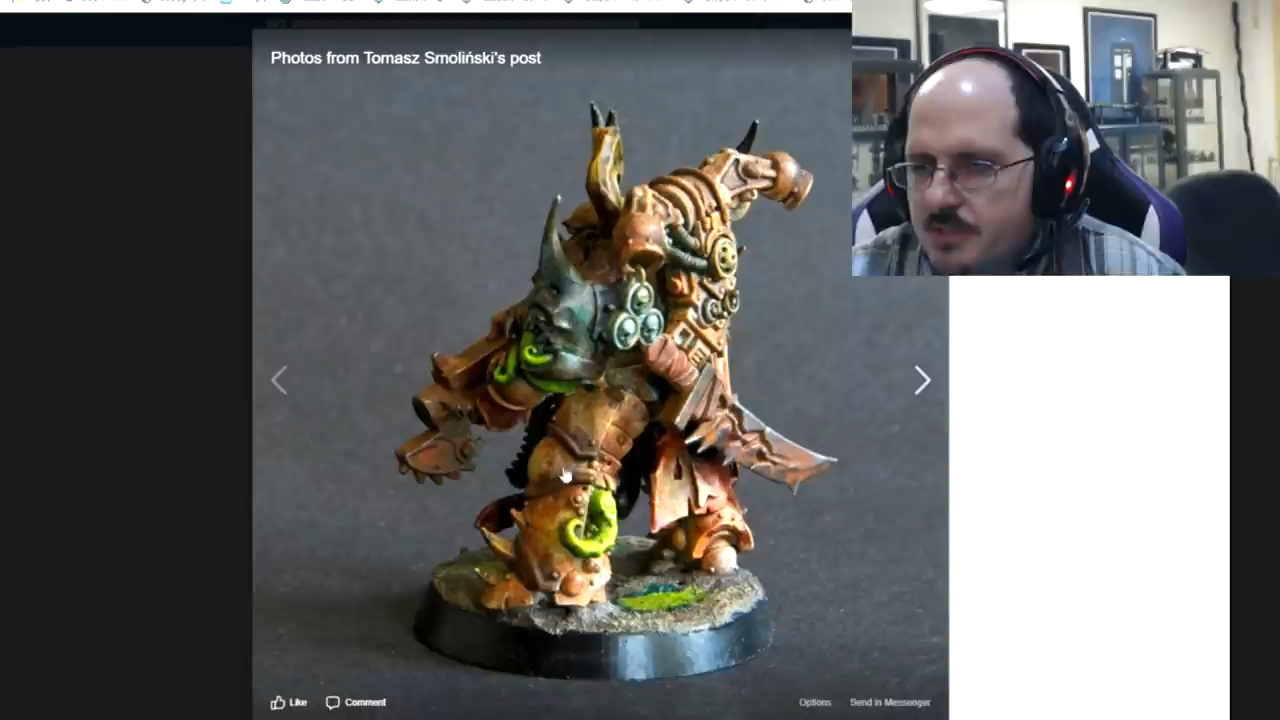 Photos from Tomasz Smoliński's post
Like
Comment
Options
Send in Messenger